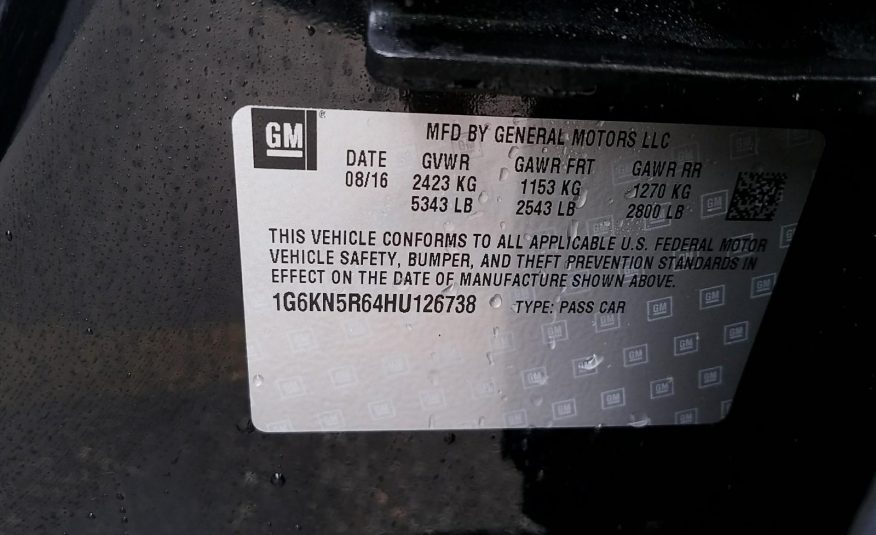 GM ®
MFD BY GENERAL MOTORS LLC
DATE GVWR GAWR FRT GAWR RR
08/16 2423 KG 1153 KG 1270 KG
5343 LB 2543 LB 2800 LB
THIS VEHICLE CONFORMS TO ALL APPLICABLE U.S. FEDERAL MOTOR
VEHICLE SAFETY, BUMPER, AND THEFT PREVENTION STANDARDS IN
EFFECT ON THE DATE OF MANUFACTURE SHOWN ABOVE.
1G6KN5R64HU126738 TYPE: PASS CAR